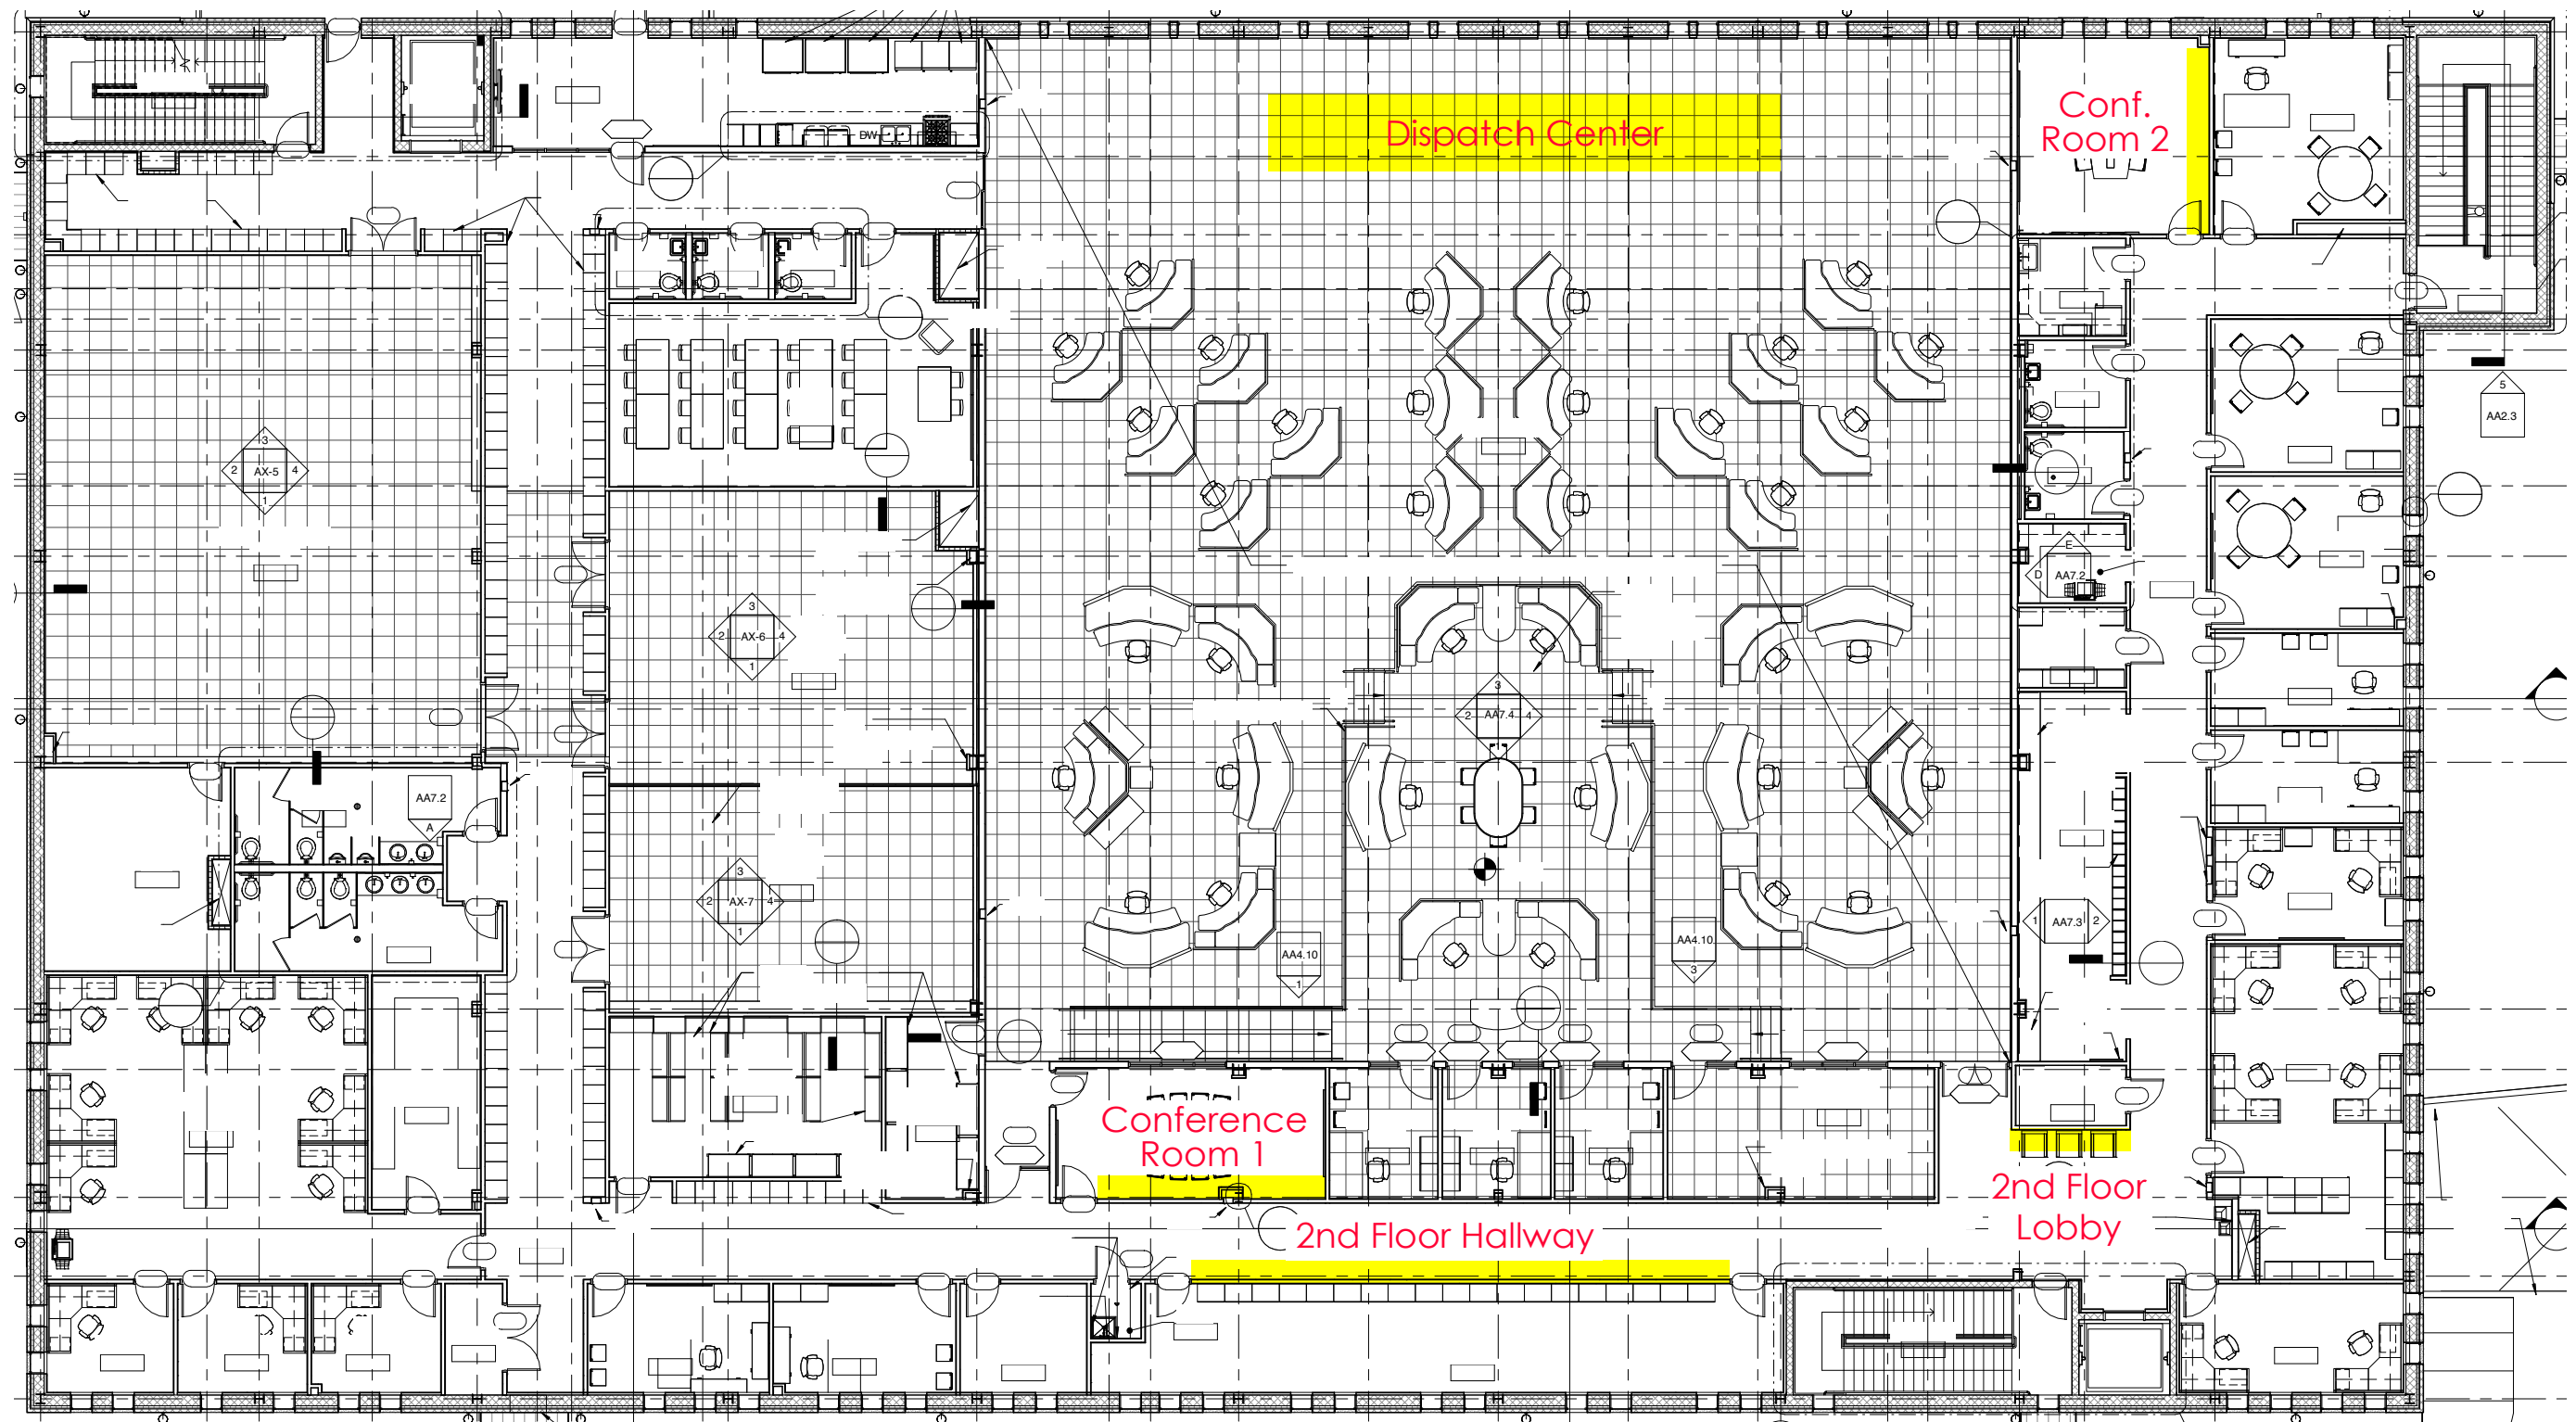 Dispatch Center
Conf.
Room 2
DW
5
AA2.3
3
2 AX-5 4
1
E
D AA7.2
3
2 AX-6 4
1
3
2 AA7.4 4
1
AA7.2
A
3
2 AX-7 4
1
1 AA7.3 2
AA4.10
1
AA4.10
3
Conference
Room 1
2nd Floor
Lobby
2nd Floor Hallway